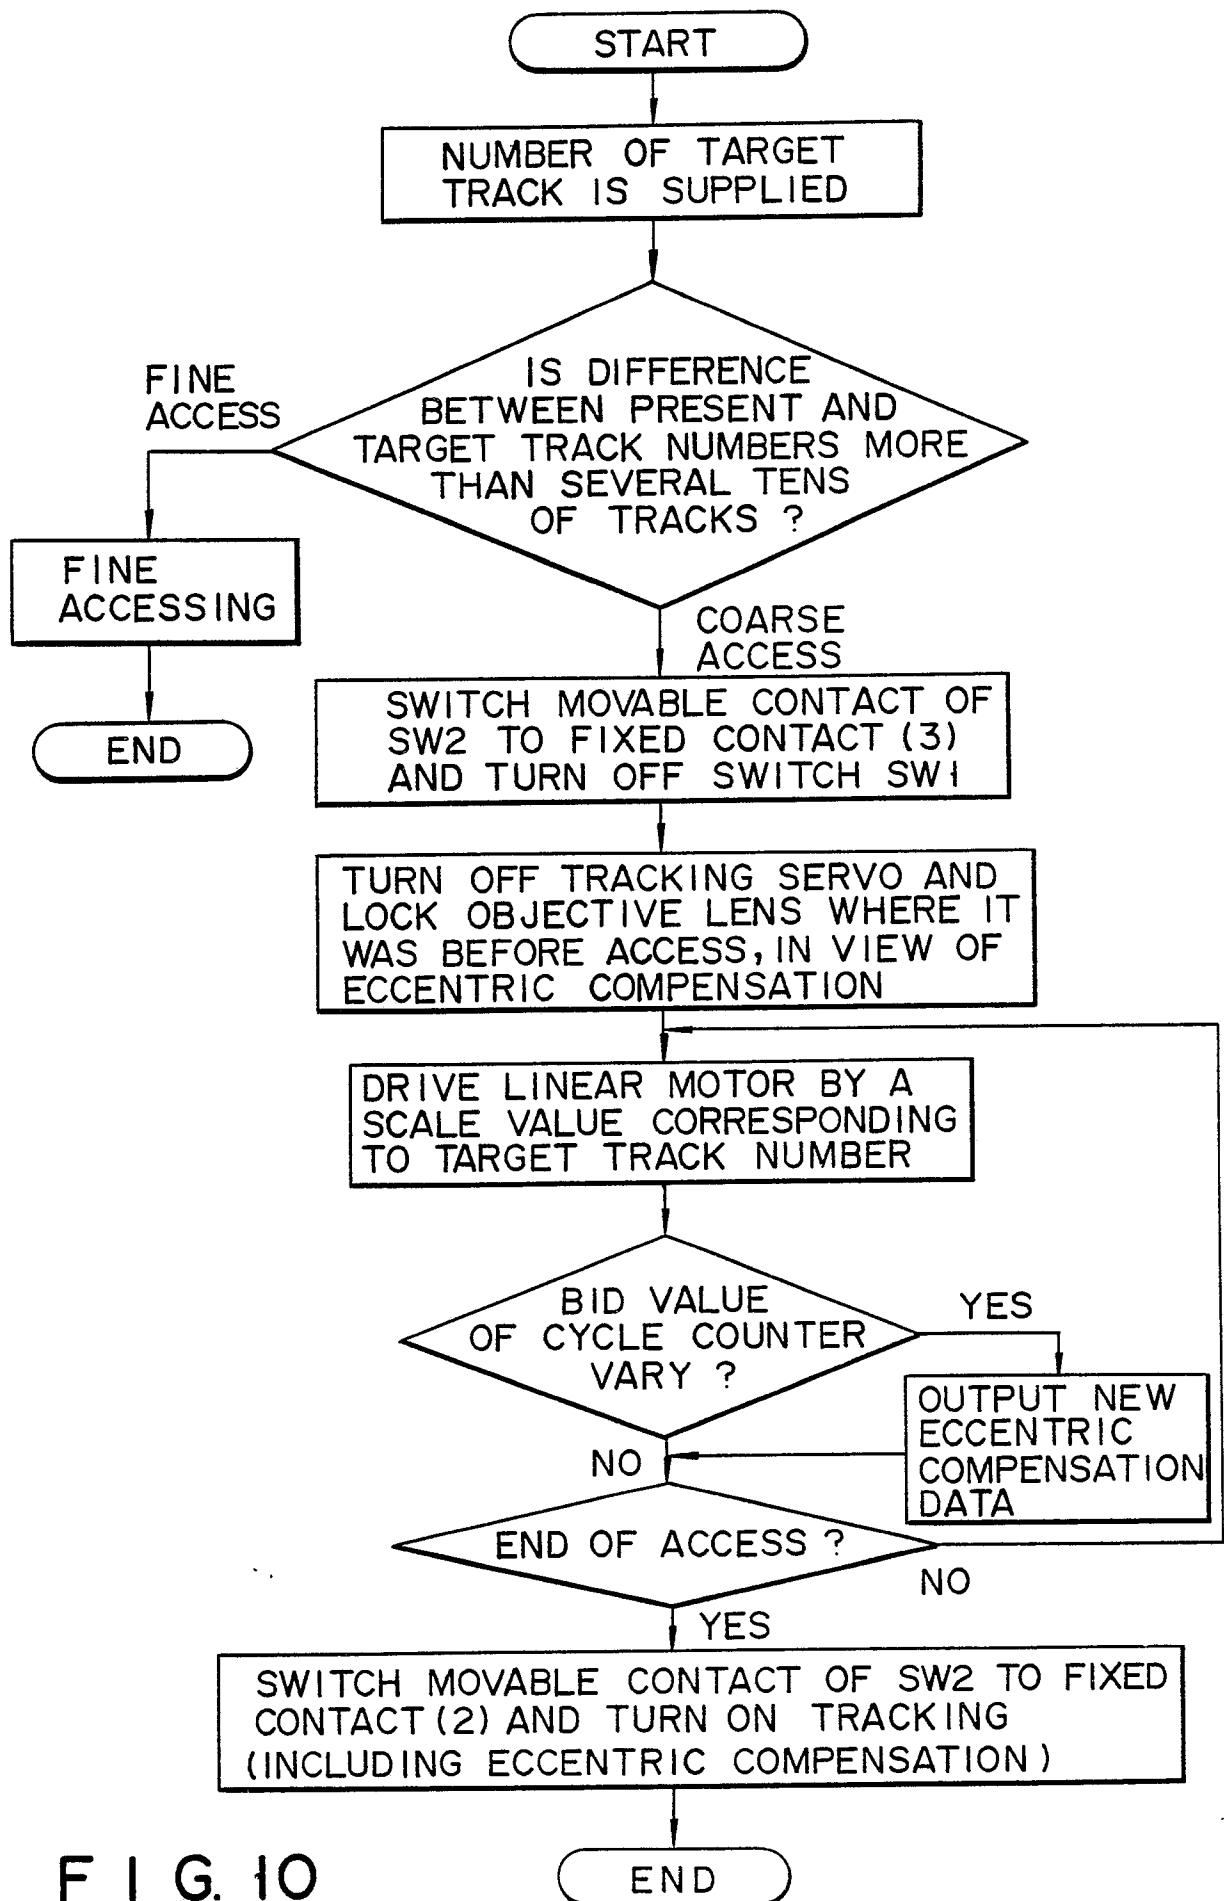 START
NUMBER OF TARGET
TRACK IS SUPPLIED
IS DIFFERENCE
BETWEEN PRESENT AND
TARGET TRACK NUMBERS MORE
THAN SEVERAL TENS
OF TRACKS ?
FINE
ACCESS
FINE
ACCESSING
END
COARSE
ACCESS
SWITCH MOVABLE CONTACT OF
SW2 TO FIXED CONTACT (3)
AND TURN OFF SWITCH SW1
TURN OFF TRACKING SERVO AND
LOCK OBJECTIVE LENS WHERE IT
WAS BEFORE ACCESS, IN VIEW OF
ECCENTRIC COMPENSATION
DRIVE LINEAR MOTOR BY A
SCALE VALUE CORRESPONDING
TO TARGET TRACK NUMBER
BID VALUE
OF CYCLE COUNTER
VARY ?
YES
OUTPUT NEW
ECCENTRIC
COMPENSATION
DATA
NO
END OF ACCESS ?
NO
YES
SWITCH MOVABLE CONTACT OF SW2 TO FIXED
CONTACT (2) AND TURN ON TRACKING
(INCLUDING ECCENTRIC COMPENSATION)
END
FIG. 10